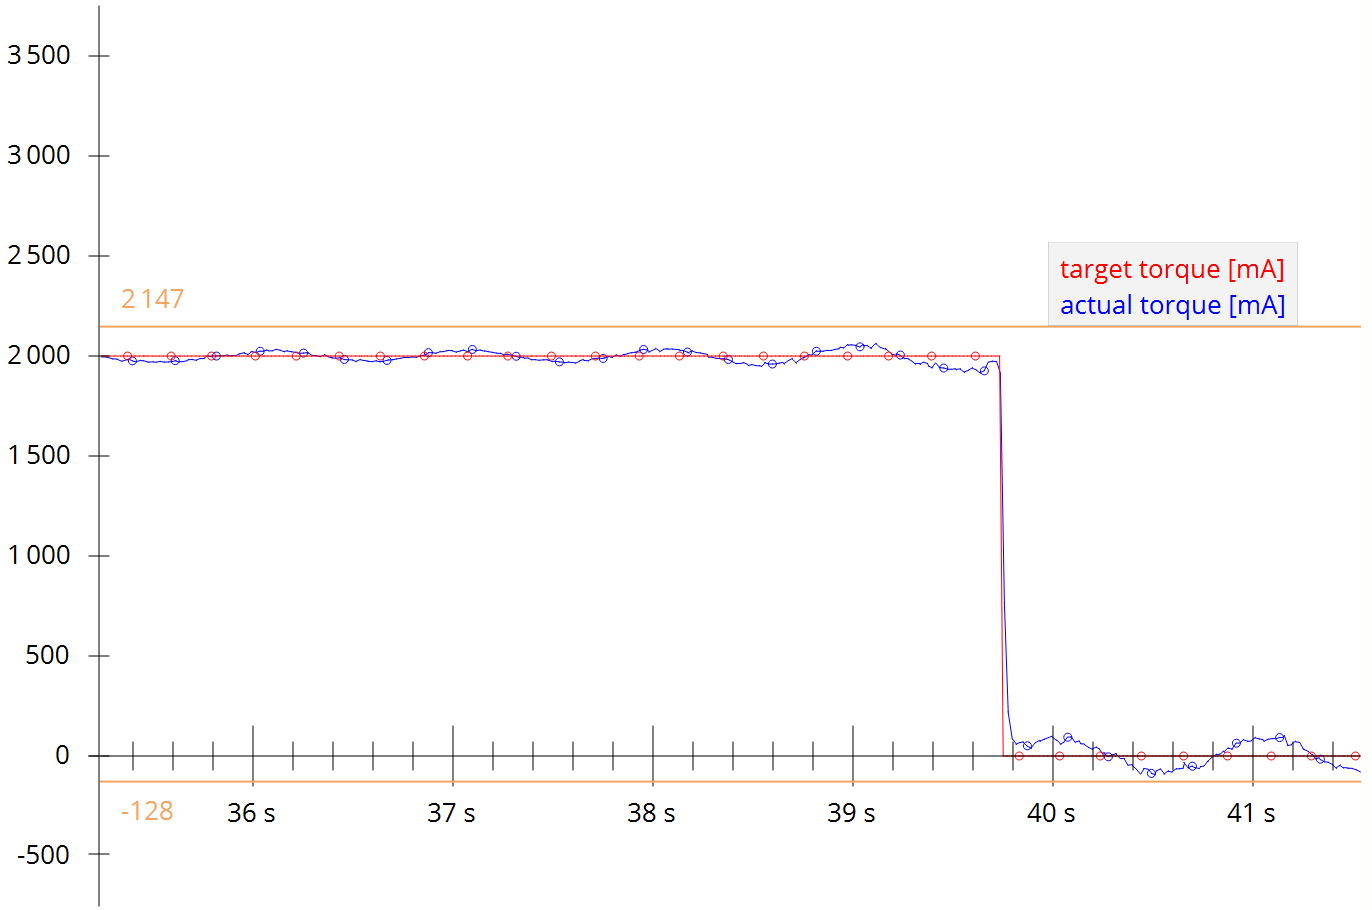 3 500
3 000
2 500
target torque [mA]
2 147
actual torque [mA]
2 000
1 500
1 000
500
0
-128
36 s
37 s
38 s
39 s
40 s
41 s
-500